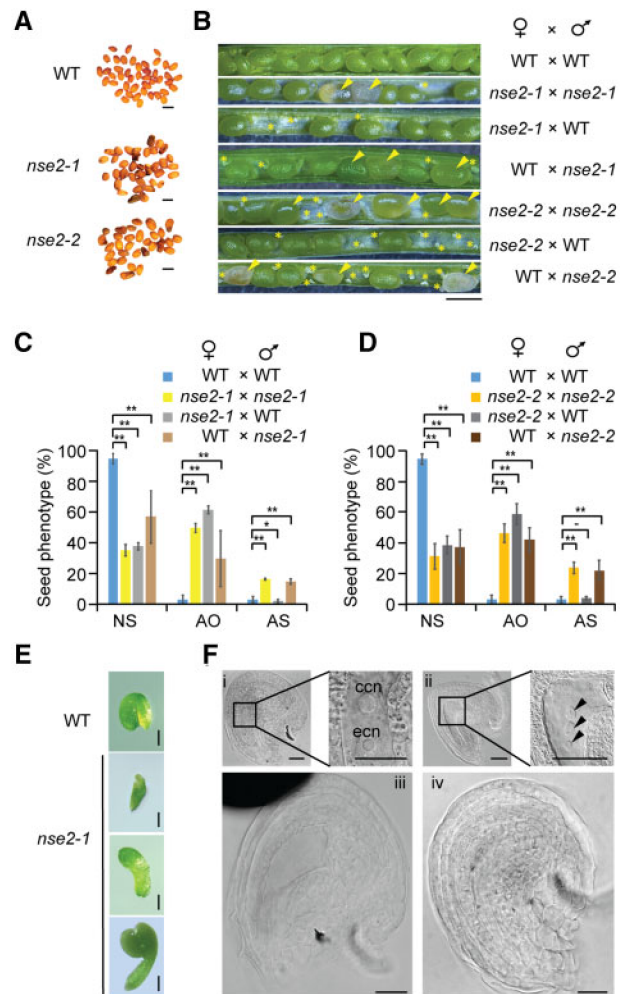 A
WT
nse2-1
nse2-2
B
♀ × ♂
WT × WT
nse2-1 × nse2-1
nse2-1 × WT
WT × nse2-1
nse2-2 × nse2-2
nse2-2 × WT
WT × nse2-2
C
♀ ♂
WT × WT
nse2-1 × nse2-1
nse2-1 × WT
WT × nse2-1
Seed phenotype (%)
100
80
60
40
20
0
**
**
**
**
**
**
**
*
**
NS AO AS
D
♀ ♂
WT × WT
nse2-2 × nse2-2
nse2-2 × WT
WT × nse2-2
Seed phenotype (%)
100
80
60
40
20
0
**
**
**
**
**
**
**
-
**
NS AO AS
E
WT
nse2-1
F
i
ccn
ecn
ii
iii
iv